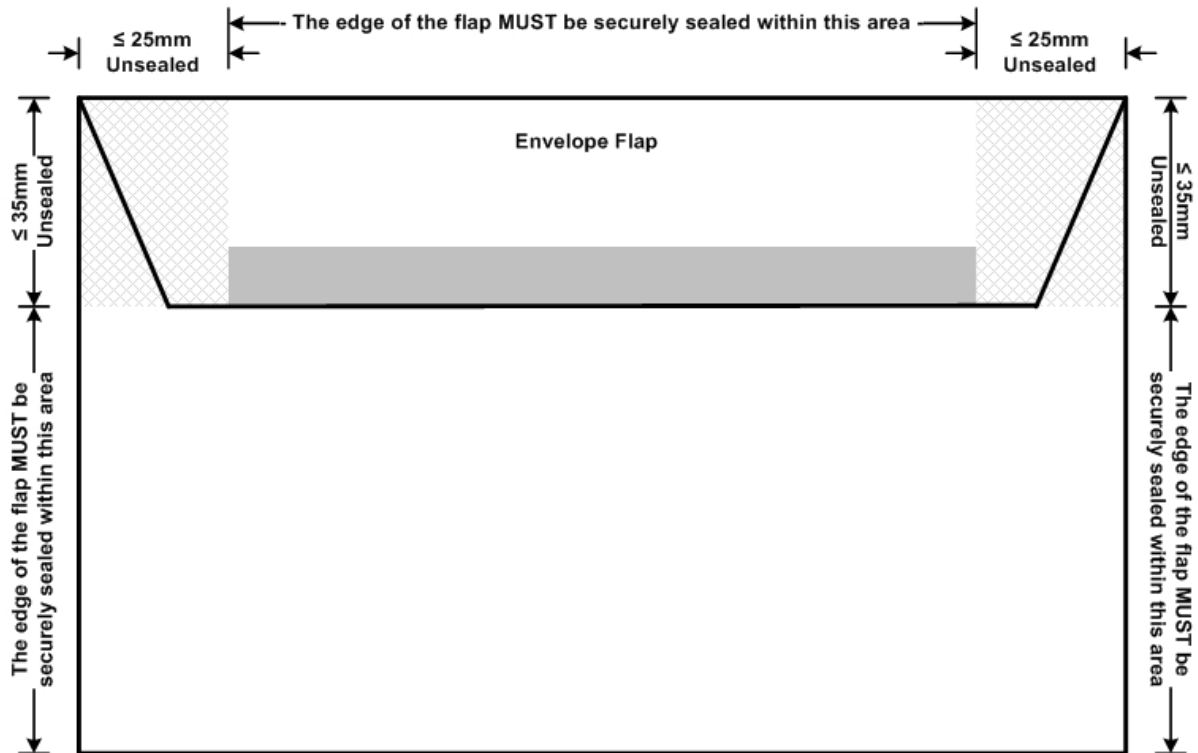 The edge of the flap MUST be securely sealed within this area
≤ 25mm
Unsealed
≤ 25mm
Unsealed
≤ 35mm
Unsealed
Envelope Flap
≤ 35mm
Unsealed
The edge of the flap MUST be
securely sealed within this area
The edge of the flap MUST be
securely sealed within this area